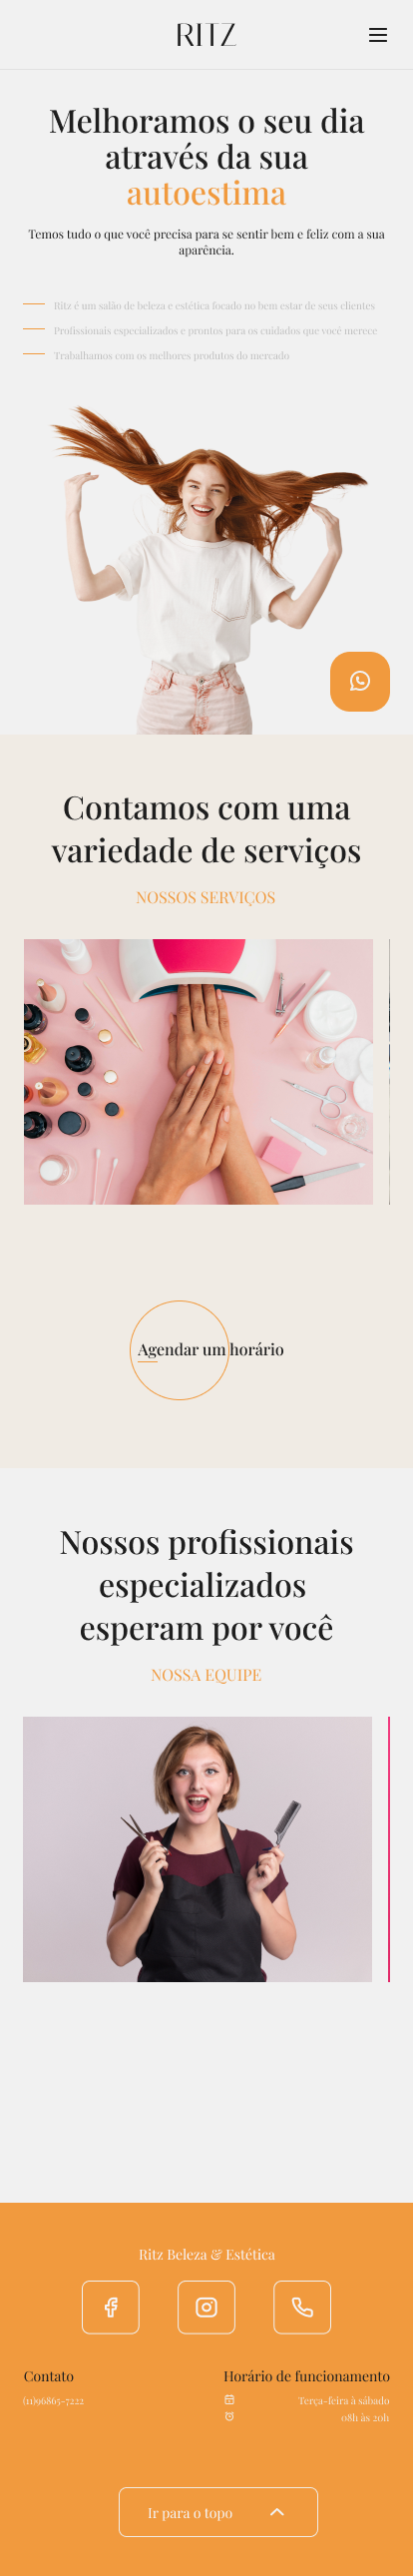 RITZ
Melhoramos o seu dia
através da sua
autoestima
Temos tudo o que você precisa para se sentir bem e feliz com a sua
aparência.
Ritz é um salão de beleza e estética focado no bem estar de seus clientes
Profissionais especializados e prontos para os cuidados que você merece
Trabalhamos com os melhores produtos do mercado
Contamos com uma
variedade de serviços
NOSSOS SERVIÇOS
Agendar um horário
Nossos profissionais
especializados
esperam por você
NOSSA EQUIPE
Ritz Beleza & Estética
Contato
(11)96865-7222
Horário de funcionamento
Terça-feira à sábado
08h às 20h
Ir para o topo